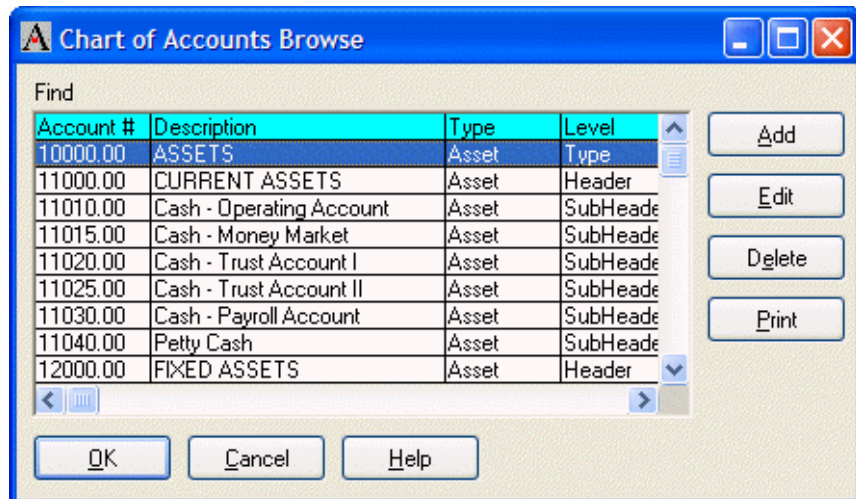 Chart of Accounts Browse
Find
Account # Description Type Level
10000.00 ASSETS Asset Type
11000.00 CURRENT ASSETS Asset Header
11010.00 Cash - Operating Account Asset SubHeade
11015.00 Cash - Money Market Asset SubHeade
11020.00 Cash - Trust Account I Asset SubHeade
11025.00 Cash - Trust Account II Asset SubHeade
11030.00 Cash - Payroll Account Asset SubHeade
11040.00 Petty Cash Asset SubHeade
12000.00 FIXED ASSETS Asset Header
Add
Edit
Delete
Print
OK Cancel Help